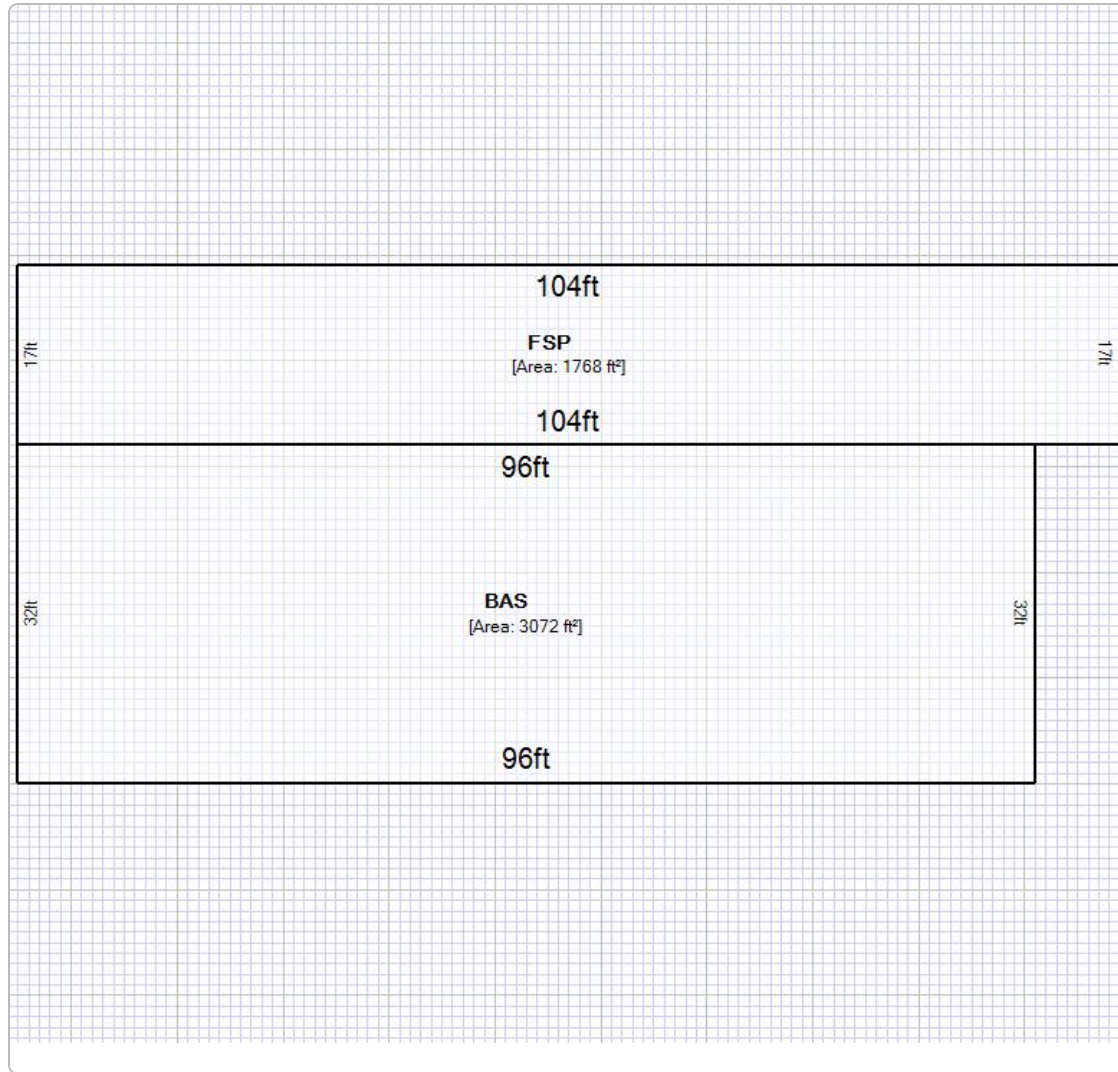 104ft
17ft
FSP
17ft
[Area: 1768 ft²]
104ft
96ft
32ft
BAS
32ft
[Area: 3072 ft²]
96ft